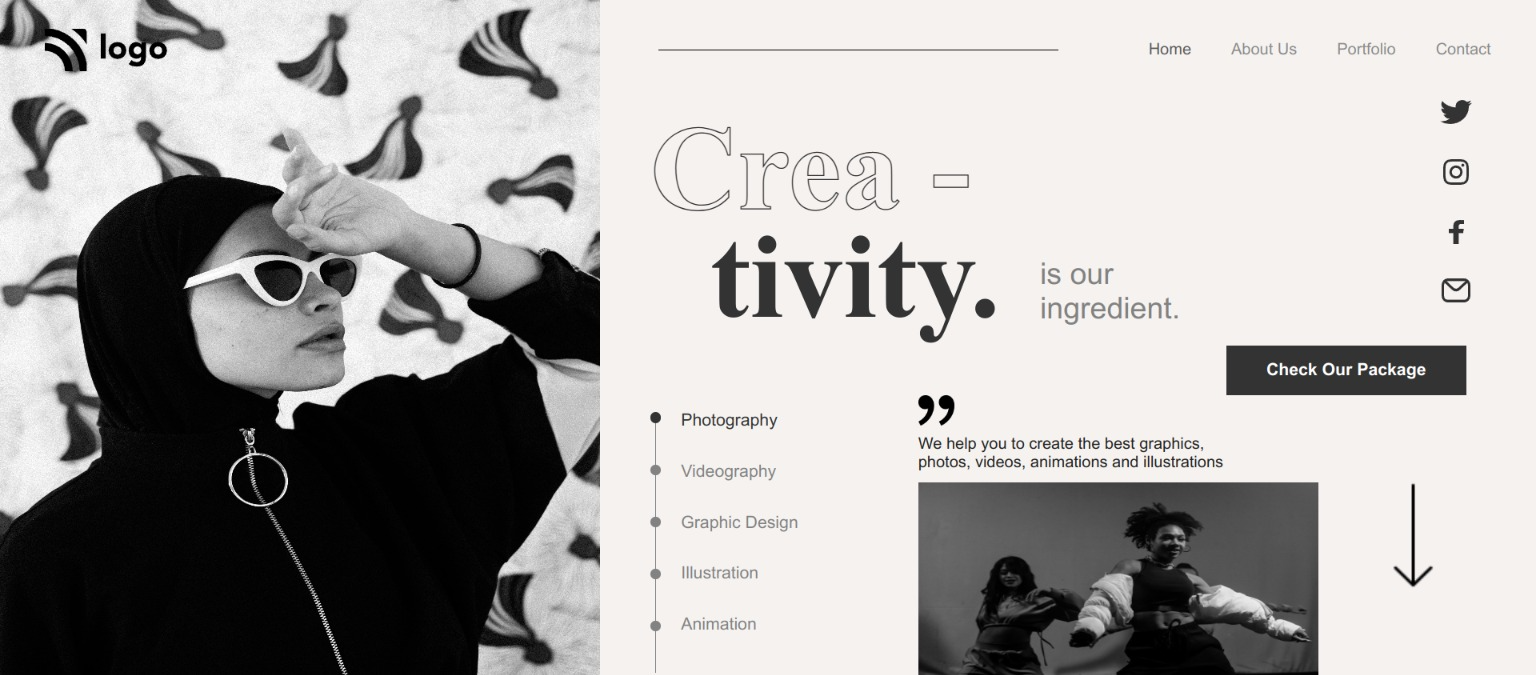 logo
Home About Us Portfolio Contact
Crea -
tivity.
is our
ingredient.
Check Our Package
Photography
Videography
Graphic Design
Illustration
Animation
”
We help you to create the best graphics,
photos, videos, animations and illustrations